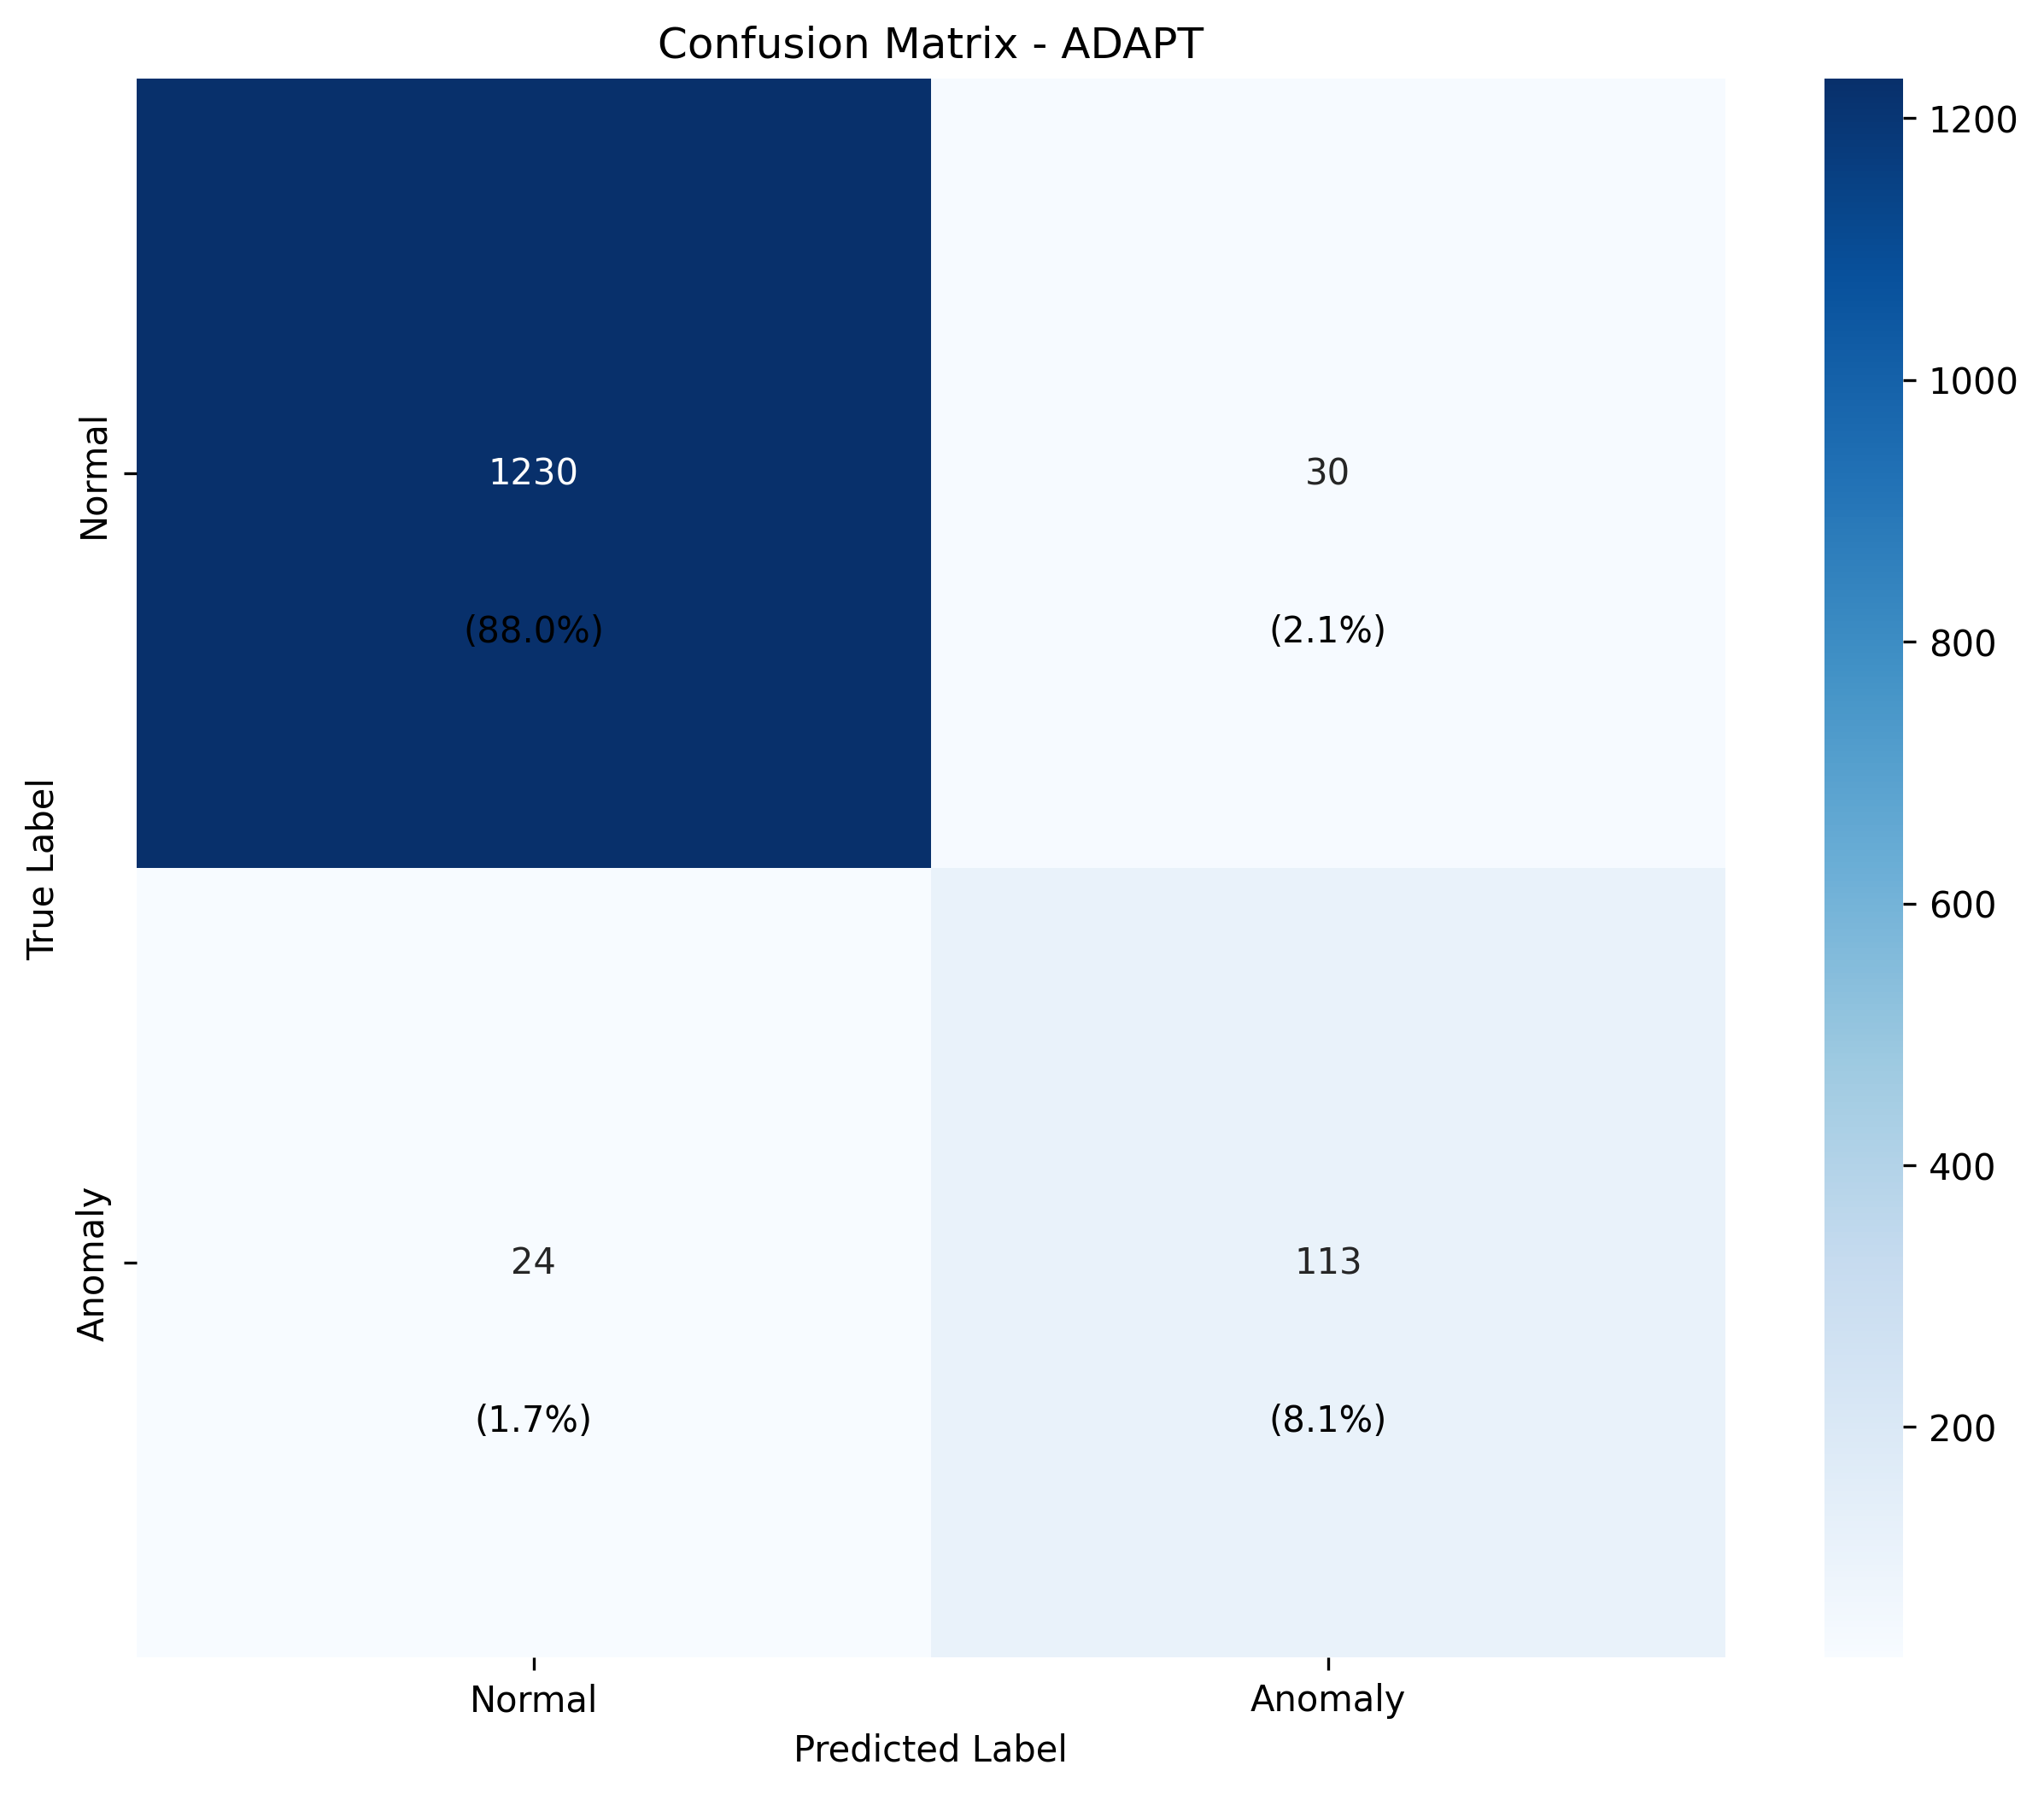 Confusion Matrix - ADAPT
Normal
1230
30
(88.0%)
(2.1%)
True Label
Anomaly
24
113
(1.7%)
(8.1%)
Normal
Anomaly
Predicted Label
1200
1000
800
600
400
200